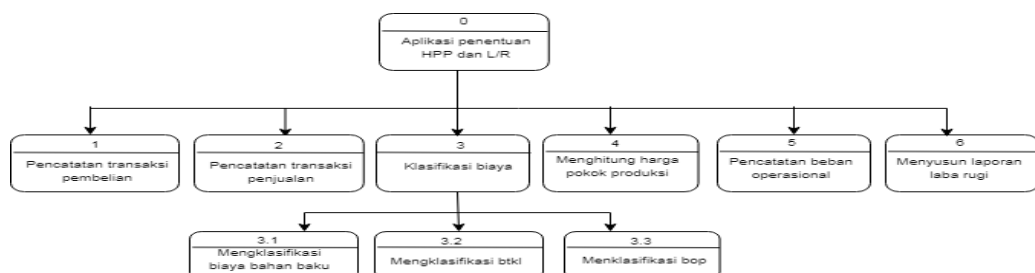 0
Aplikasi penentuan
HPP dan L/R
1
Pencatatan transaksi
pembelian
2
Pencatatan transaksi
penjualan
3
Klasifikasi biaya
4
Menghitung harga
pokok produksi
5
Pencatatan beban
operasional
6
Menyusun laporan
laba rugi
3.1
Mengklasifikasi
biaya bahan baku
3.2
Mengklasifikasi btkl
3.3
Menklasifikasi bop